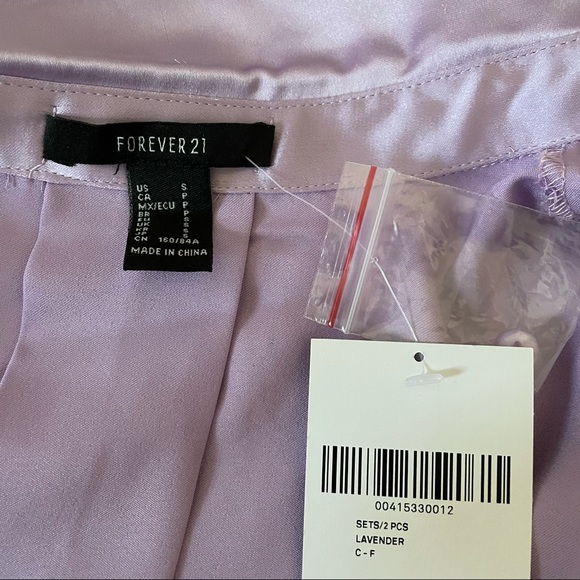 FOREVER 21
US S
CA P
MX/ECU P
BR P
EU S
UK S
KR S
JP S
CN 160/84A
MADE IN CHINA
00415330012
SETS/2 PCS
LAVENDER
C - F